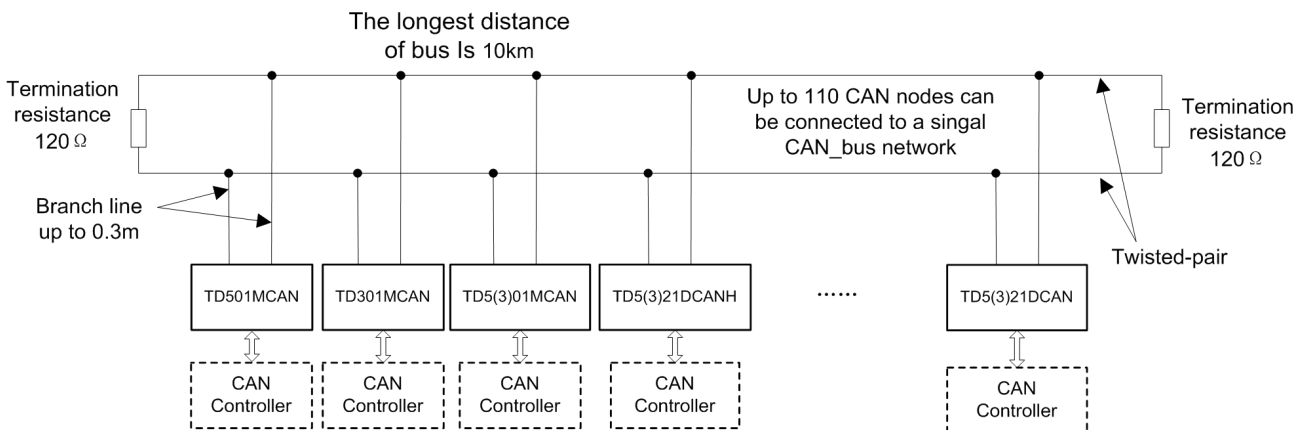 The longest distance
of bus Is 10km
Termination
resistance
120Ω
Up to 110 CAN nodes can
be connected to a singal
CAN_bus network
Termination
resistance
120Ω
Branch line
up to 0.3m
Twisted-pair
TD501MCAN
TD301MCAN
TD5(3)01MCAN
TD5(3)21DCANH
······
TD5(3)21DCAN
CAN
Controller
CAN
Controller
CAN
Controller
CAN
Controller
CAN
Controller